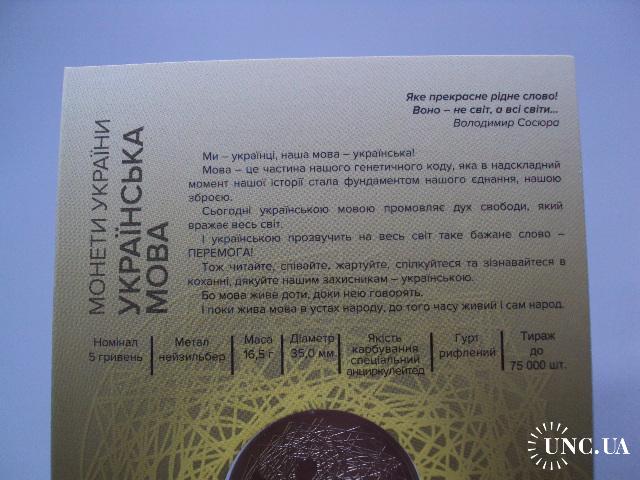 Яке прекрасне рідне слово!
Воно – не світ, а всі світи...
Володимир Сосюра
МОНЕТИ УКРАЇНИ
УКРАЇНСЬКА
МОВА
Ми – українці, наша мова – українська!
Мова – це частина нашого генетичного коду, яка в надскладний
момент нашої історії стала фундаментом нашого єднання, нашою
зброєю.
Сьогодні українською мовою промовляє дух свободи, який
вражає весь світ.
І українською прозвучить на весь світ таке бажане слово –
ПЕРЕМОГА!
Тож читайте, співайте, жартуйте, спілкуйтеся та зізнавайтеся в
коханні, дякуйте нашим захисникам – українською.
Бо мова живе доти, доки нею говорять.
І поки жива мова в устах народу, до того часу живий і сам народ.
Номінал
5 гривень
Метал
нейзильбер
Маса
16,5 г
Діаметр
35,0 мм.
Якість
карбування
спеціальний
анциркулейтед
Гурт
рифлений
Тираж
до
75 000 шт.
UNC.UA